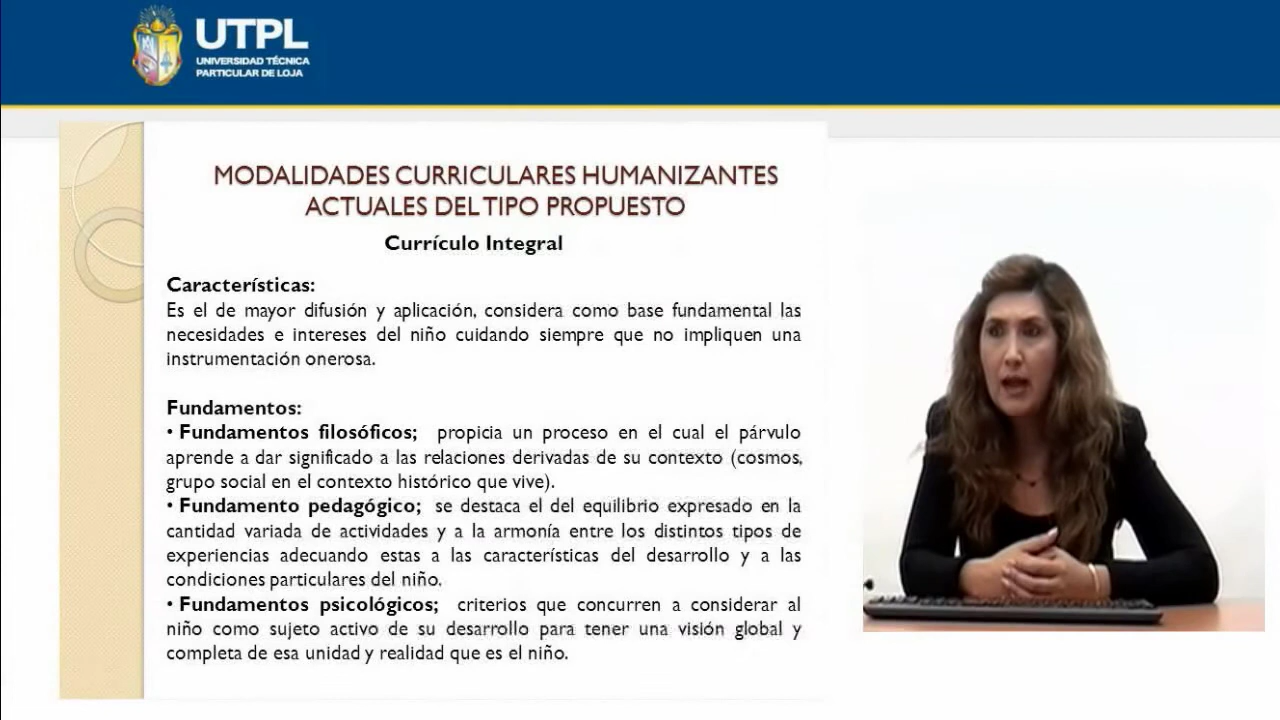 UTPL
UNIVERSIDAD TÉCNICA
PARTICULAR DE LOJA
MODALIDADES CURRICULARES HUMANIZANTES
ACTUALES DEL TIPO PROPUESTO
Currículo Integral
Características:
Es el de mayor difusión y aplicación, considera como base fundamental las
necesidades e intereses del niño cuidando siempre que no impliquen una
instrumentación onerosa.
Fundamentos:
• Fundamentos filosóficos; propicia un proceso en el cual el párvulo
aprende a dar significado a las relaciones derivadas de su contexto (cosmos,
grupo social en el contexto histórico que vive).
• Fundamento pedagógico; se destaca el del equilibrio expresado en la
cantidad variada de actividades y a la armonía entre los distintos tipos de
experiencias adecuando estas a las características del desarrollo y a las
condiciones particulares del niño.
• Fundamentos psicológicos; criterios que concurren a considerar al
niño como sujeto activo de su desarrollo para tener una visión global y
completa de esa unidad y realidad que es el niño.